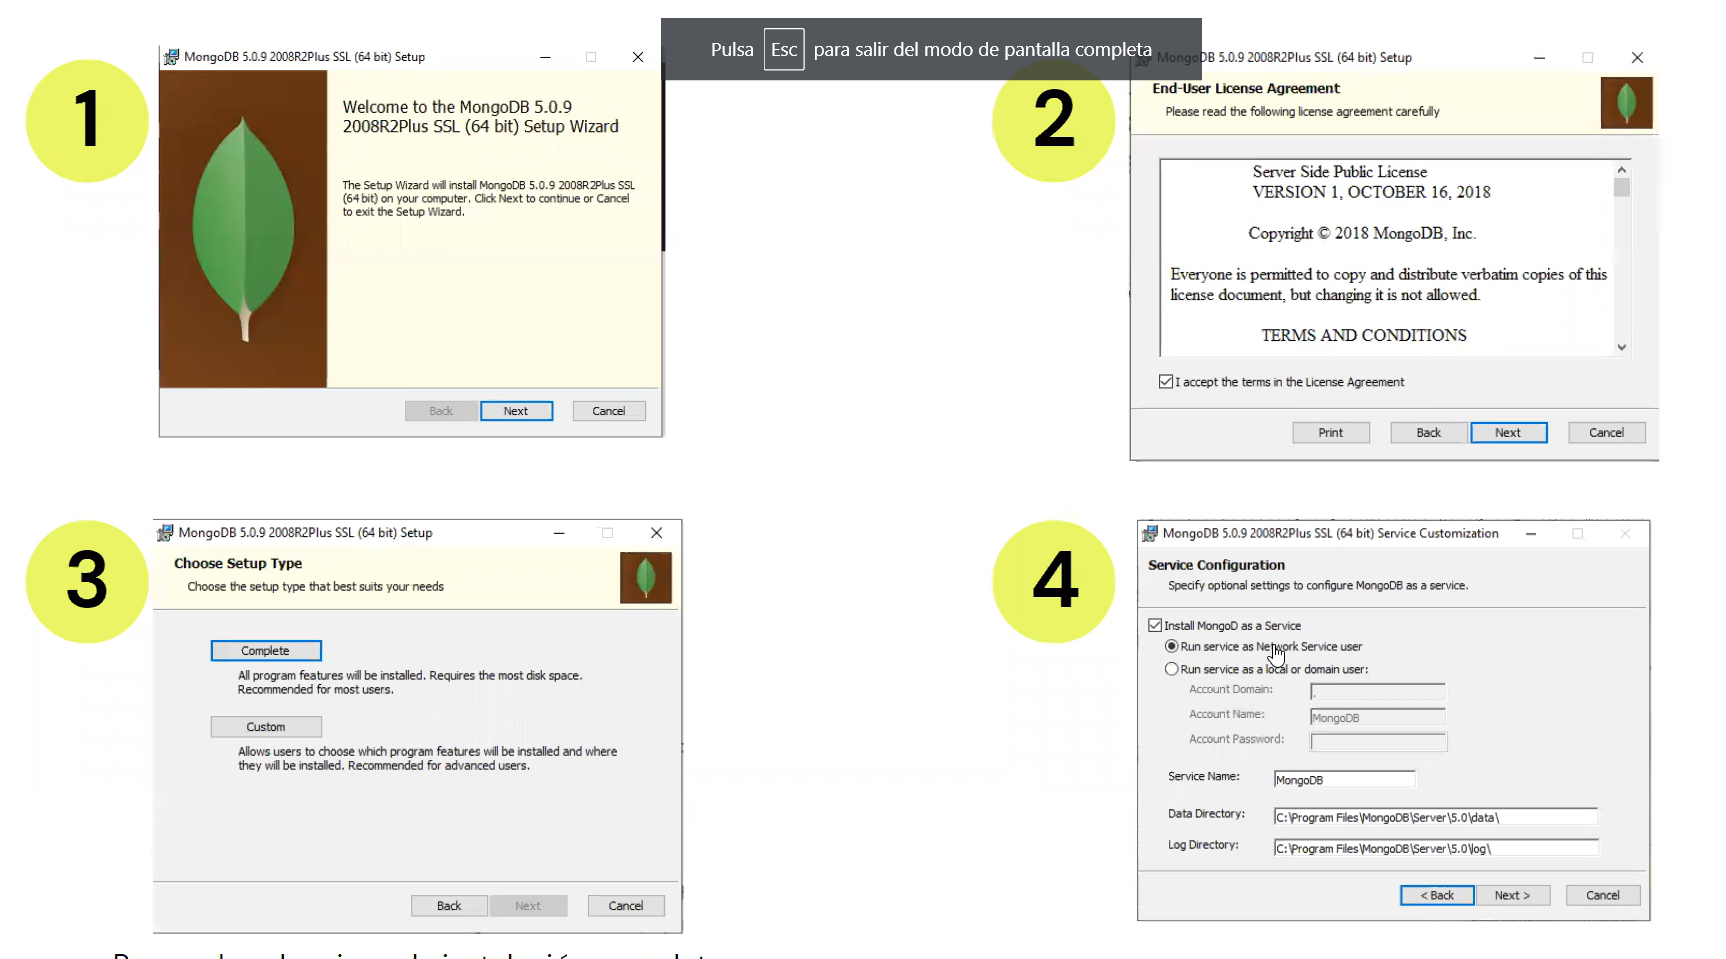 Pulsa Esc para salir del modo de pantalla completa
1
MongoDB 5.0.9 2008R2Plus SSL (64 bit) Setup
Welcome to the MongoDB 5.0.9
2008R2Plus SSL (64 bit) Setup Wizard
The Setup Wizard will install MongoDB 5.0.9 2008R2Plus SSL
(64 bit) on your computer. Click Next to continue or Cancel
to exit the Setup Wizard.
Back Next Cancel
2
MongoDB 5.0.9 2008R2Plus SSL (64 bit) Setup
End-User License Agreement
Please read the following license agreement carefully
Server Side Public License
VERSION 1, OCTOBER 16, 2018
Copyright © 2018 MongoDB, Inc.
Everyone is permitted to copy and distribute verbatim copies of this
license document, but changing it is not allowed.
TERMS AND CONDITIONS
I accept the terms in the License Agreement
Print Back Next Cancel
3
MongoDB 5.0.9 2008R2Plus SSL (64 bit) Setup
Choose Setup Type
Choose the setup type that best suits your needs
Complete
All program features will be installed. Requires the most disk space.
Recommended for most users.
Custom
Allows users to choose which program features will be installed and where
they will be installed. Recommended for advanced users.
Back Next Cancel
4
MongoDB 5.0.9 2008R2Plus SSL (64 bit) Service Customization
Service Configuration
Specify optional settings to configure MongoDB as a service.
Install MongoD as a Service
Run service as Network Service user
Run service as a local or domain user:
Account Domain: .
Account Name: MongoDB
Account Password:
Service Name: MongoDB
Data Directory: C:\Program Files\MongoDB\Server\5.0\data\
Log Directory: C:\Program Files\MongoDB\Server\5.0\log\
< Back Next > Cancel